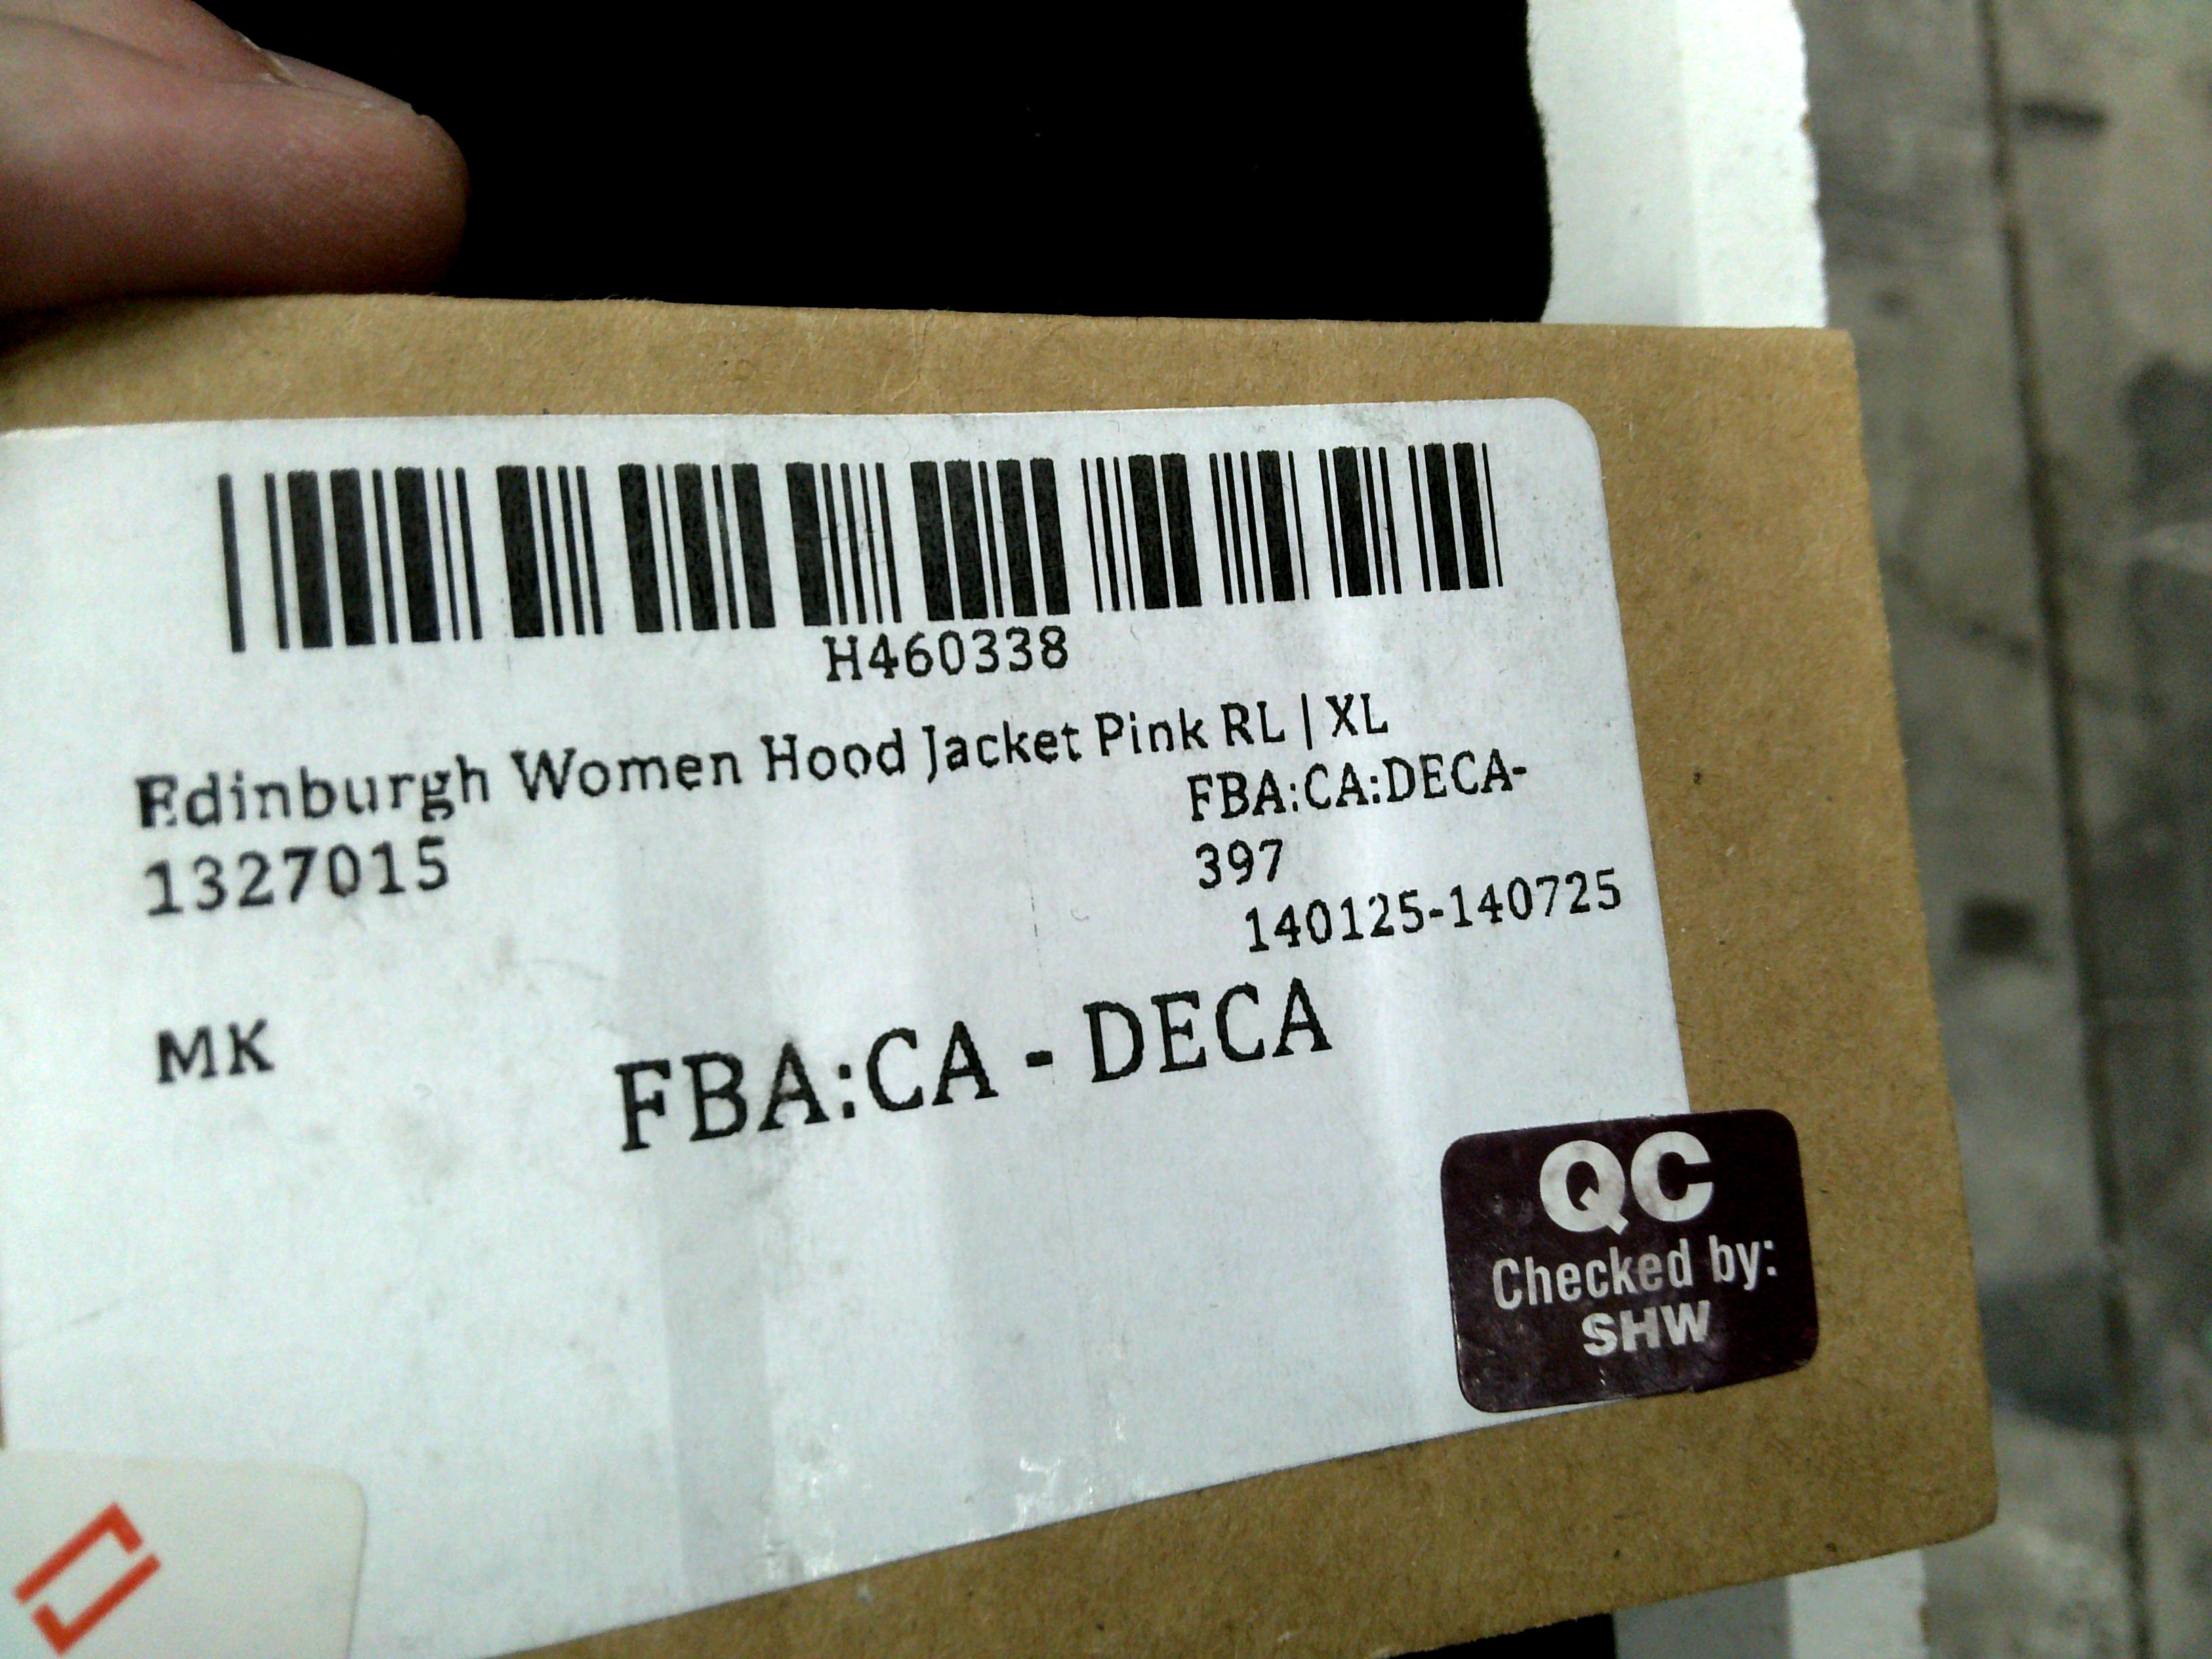 H460338
Edinburgh Women Hood Jacket Pink RL | XL
1327015
FBA:CA:DECA-
397
140125-140725
MK
FBA:CA - DECA
QC
Checked by:
SHW